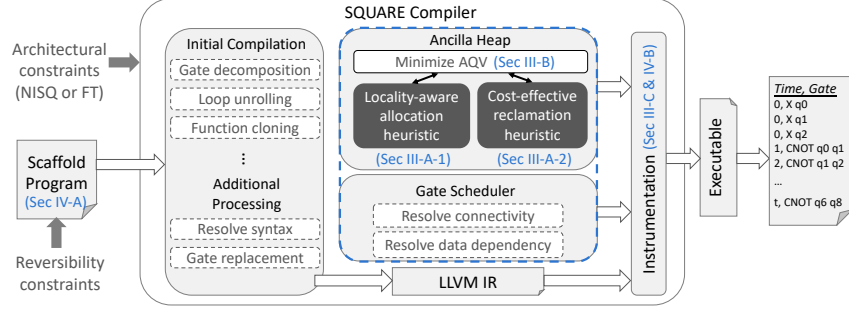 SQUARE Compiler
Architectural
constraints
(NISQ or FT)
Scaffold
Program
(Sec IV-A)
Reversibility
constraints
Initial Compilation
Gate decomposition
Loop unrolling
Function cloning
⋮
Additional
Processing
Resolve syntax
Gate replacement
Ancilla Heap
Minimize AQV (Sec III-B)
Locality-aware
allocation
heuristic
(Sec III-A-1)
Cost-effective
reclamation
heuristic
(Sec III-A-2)
Gate Scheduler
Resolve connectivity
Resolve data dependency
LLVM IR
Instrumentation (Sec III-C & IV-B)
Executable
Time, Gate
0, X q0
0, X q1
0, X q2
1, CNOT q0 q1
2, CNOT q1 q2
...
t, CNOT q6 q8